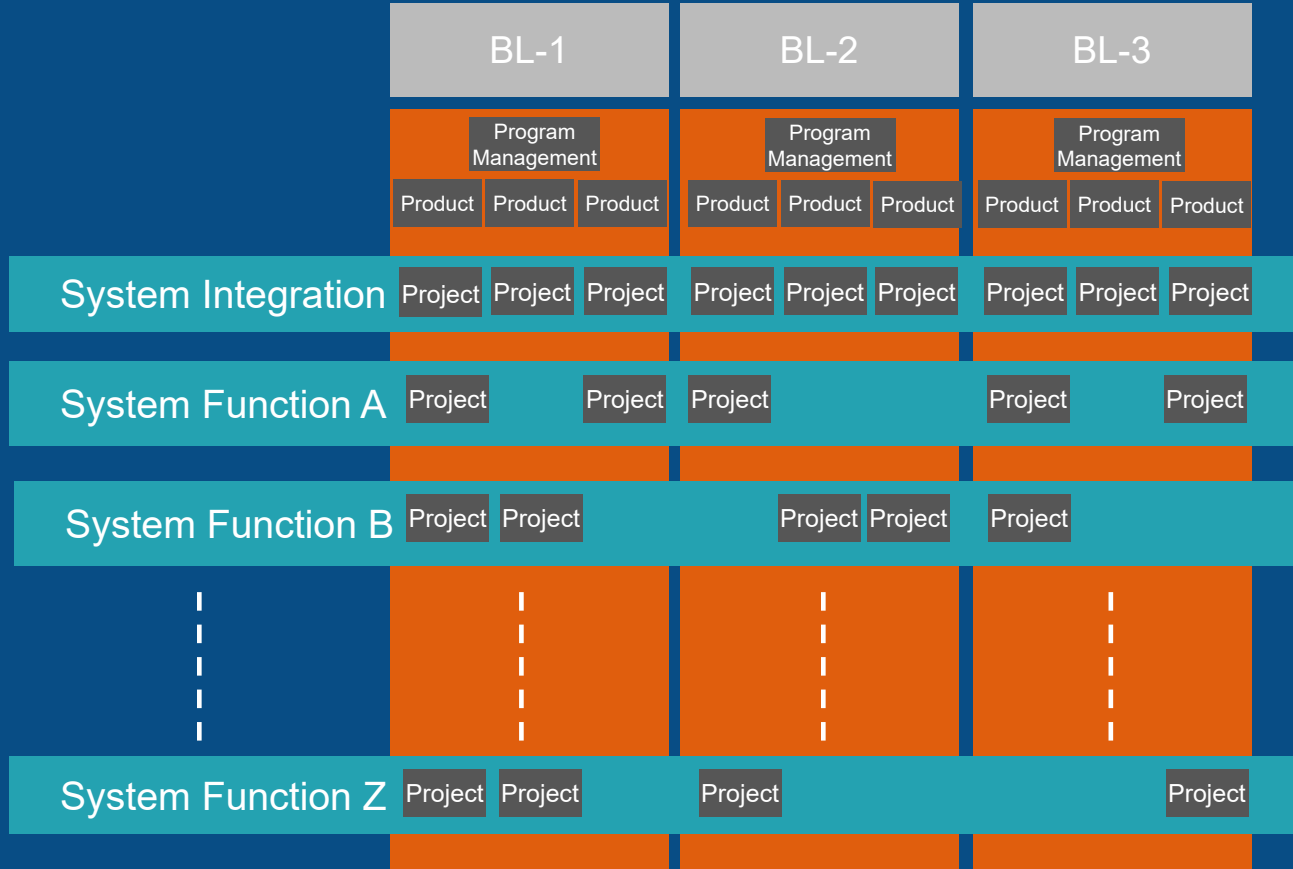 BL-1 BL-2 BL-3
Program Management Program Management Program Management
Product Product Product Product Product Product Product Product Product
System Integration Project Project Project Project Project Project Project Project Project
System Function A Project Project Project Project Project
System Function B Project Project Project Project Project
System Function Z Project Project Project Project